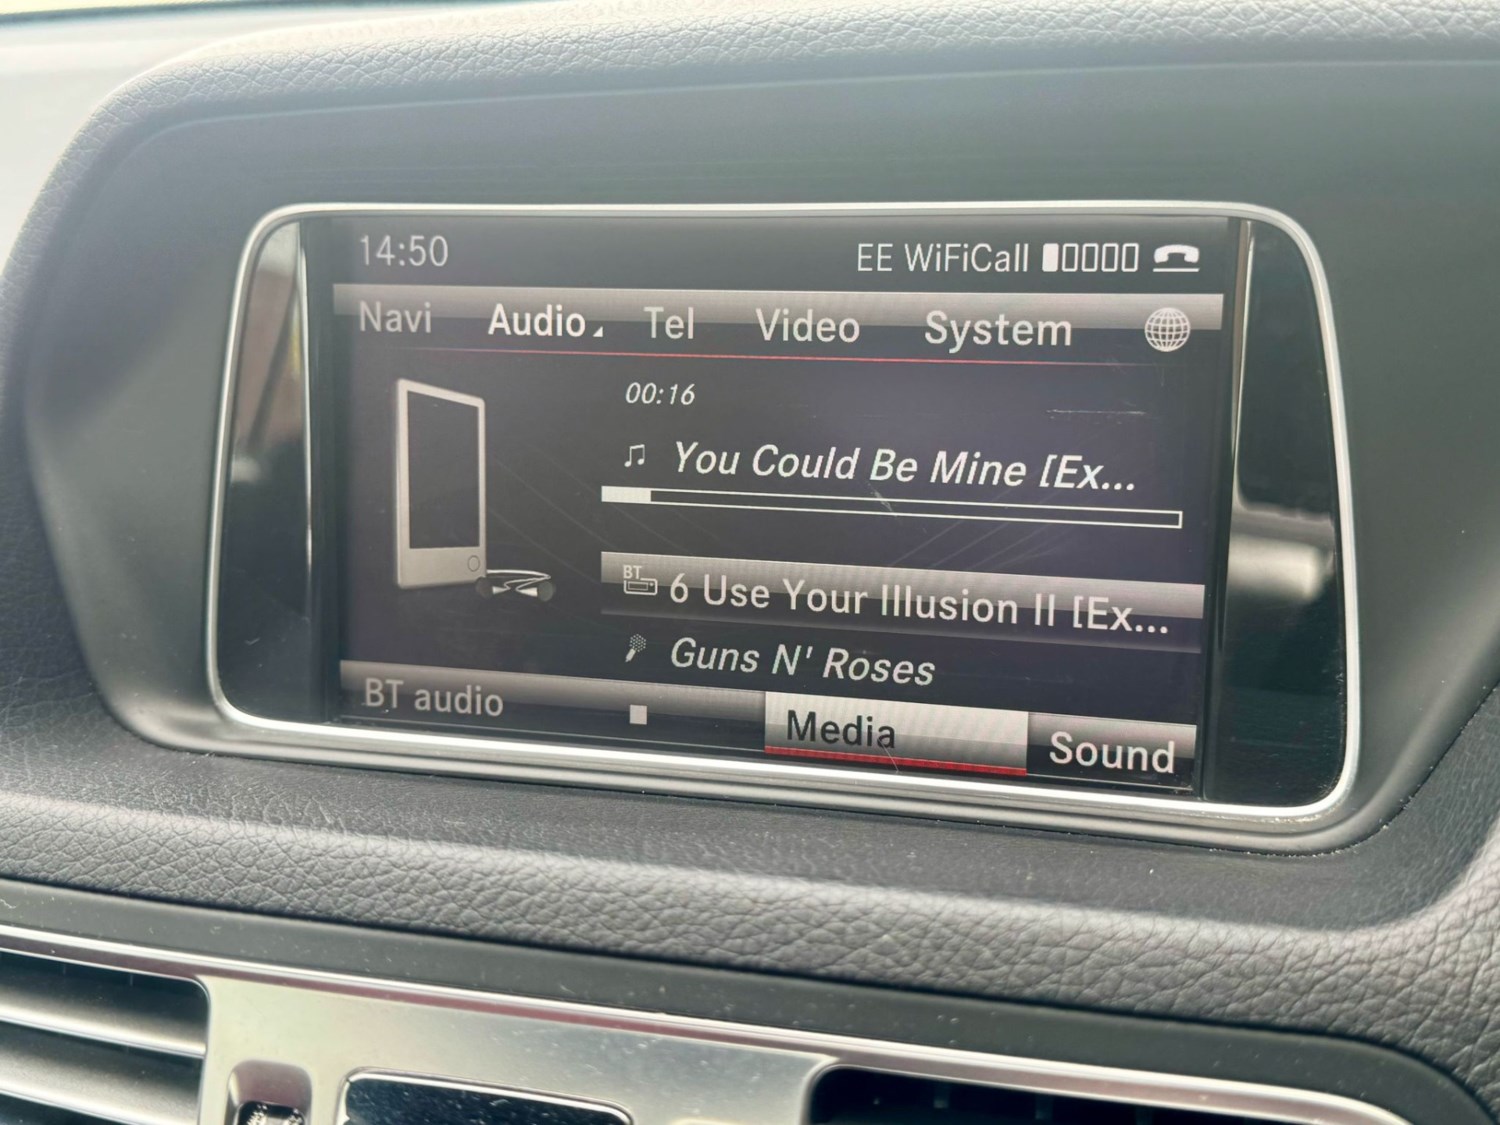 14:50 EE WiFiCall
Navi Audio Tel Video System
00:16
You Could Be Mine [Ex...
BT 6 Use Your Illusion II [Ex...
Guns N' Roses
BT audio Media Sound